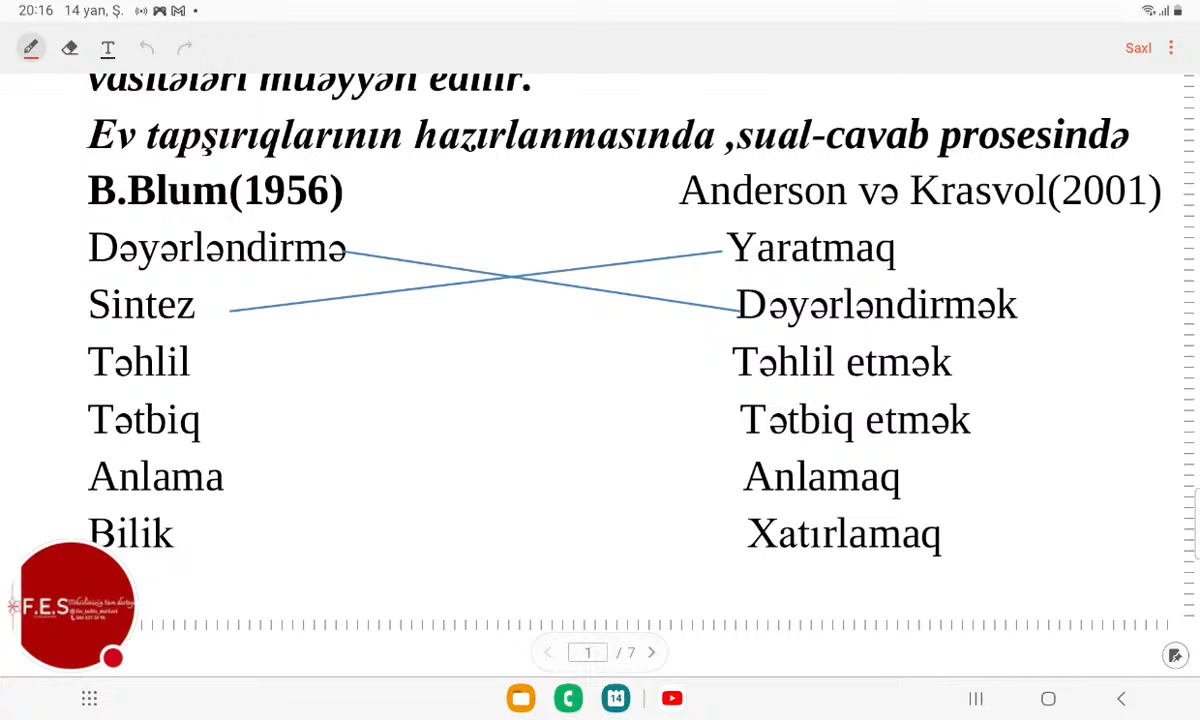 20:16 14 yan, Ş.
Saxl
vasitələri müəyyən edilir.
Ev tapşırıqlarının hazırlanmasında ,sual-cavab prosesində
B.Blum(1956) Anderson və Krasvol(2001)
Dəyərləndirmə Yaratmaq
Sintez Dəyərləndirmək
Təhlil Təhlil etmək
Tətbiq Tətbiq etmək
Anlama Anlamaq
Bilik Xatırlamaq
F.E.S
1 / 7
14